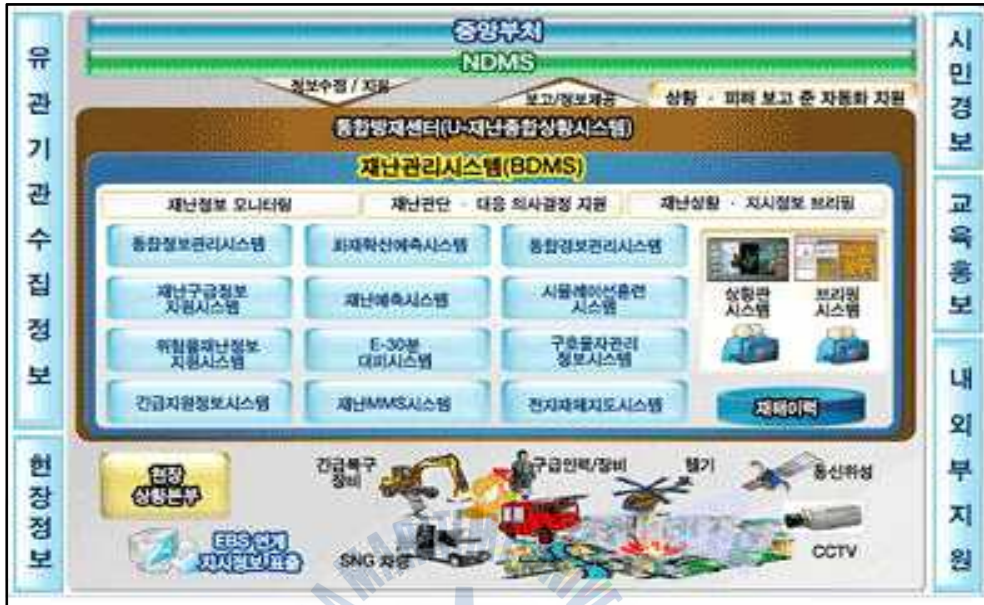 중앙부처
NDMS
정보수정 / 지원
보고/정보제공
상황 · 피해 보고 준 자동화 지원
통합방재센터(U-재난종합상황시스템)
재난관리시스템(BDMS)
재난정보 모니터링
재난판단 · 대응 의사결정 지원
재난상황 · 지시정보 브리핑
통합정보관리시스템
화재확산예측시스템
통합경보관리시스템
재난구급정보
지원시스템
재난예측시스템
시뮬레이션훈련
시스템
위험물재난정보
지원시스템
E-30분
대피시스템
구호물자관리
정보시스템
긴급지원정보시스템
재난MMS시스템
전자재해지도시스템
상황판
시스템
브리핑
시스템
재해이력
현장
상황본부
EBS 연계
지시정보 표출
긴급복구
장비
구급인력/장비
헬기
통신위성
SNG 차량
CCTV
유관기관수집정보
현장정보
시민경보
교육홍보
내외부지원